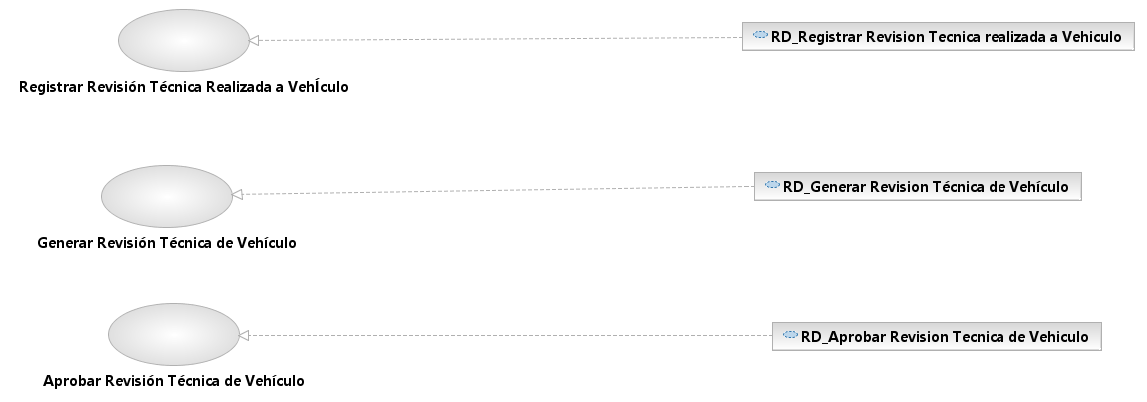 RD_Registrar Revision Tecnica realizada a Vehiculo
Registrar Revisión Técnica Realizada a VehÍculo
RD_Generar Revision Técnica de Vehículo
Generar Revisión Técnica de Vehículo
RD_Aprobar Revision Tecnica de Vehiculo
Aprobar Revisión Técnica de Vehículo